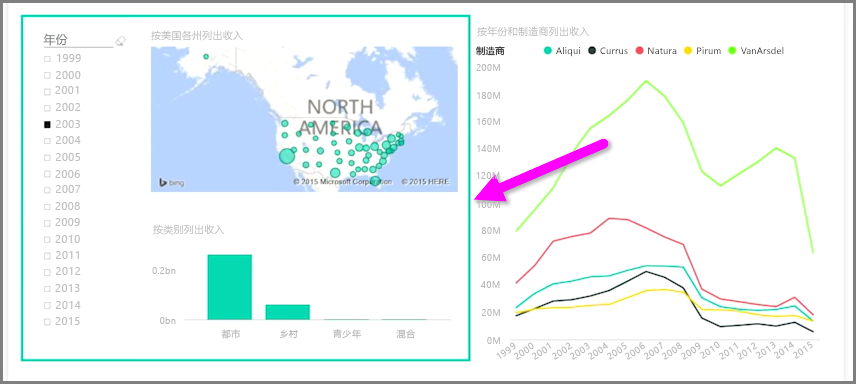 年份
1999
2000
2001
2002
2003
2004
2005
2006
2007
2008
2009
2010
2011
2012
2013
2014
2015
按美国各州列出收入
NORTH
AMERICA
bing
© 2015 Microsoft Corporation © 2015 HERE
按类别列出收入
0.2bn
0bn
都市 乡村 青少年 混合
按年份和制造商列出收入
制造商 Aliqui Currus Natura Pirum VanArsdel
200M
180M
160M
140M
120M
100M
80M
60M
40M
20M
0M
1999 2000 2001 2002 2003 2004 2005 2006 2007 2008 2009 2010 2011 2012 2013 2014 2015